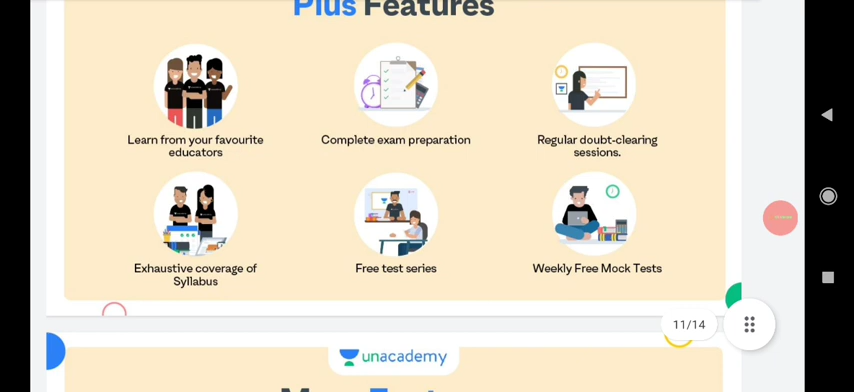 Plus Features
Learn from your favourite
educators
Complete exam preparation
Regular doubt-clearing
sessions.
Exhaustive coverage of
Syllabus
Free test series
Weekly Free Mock Tests
11/14
unacademy